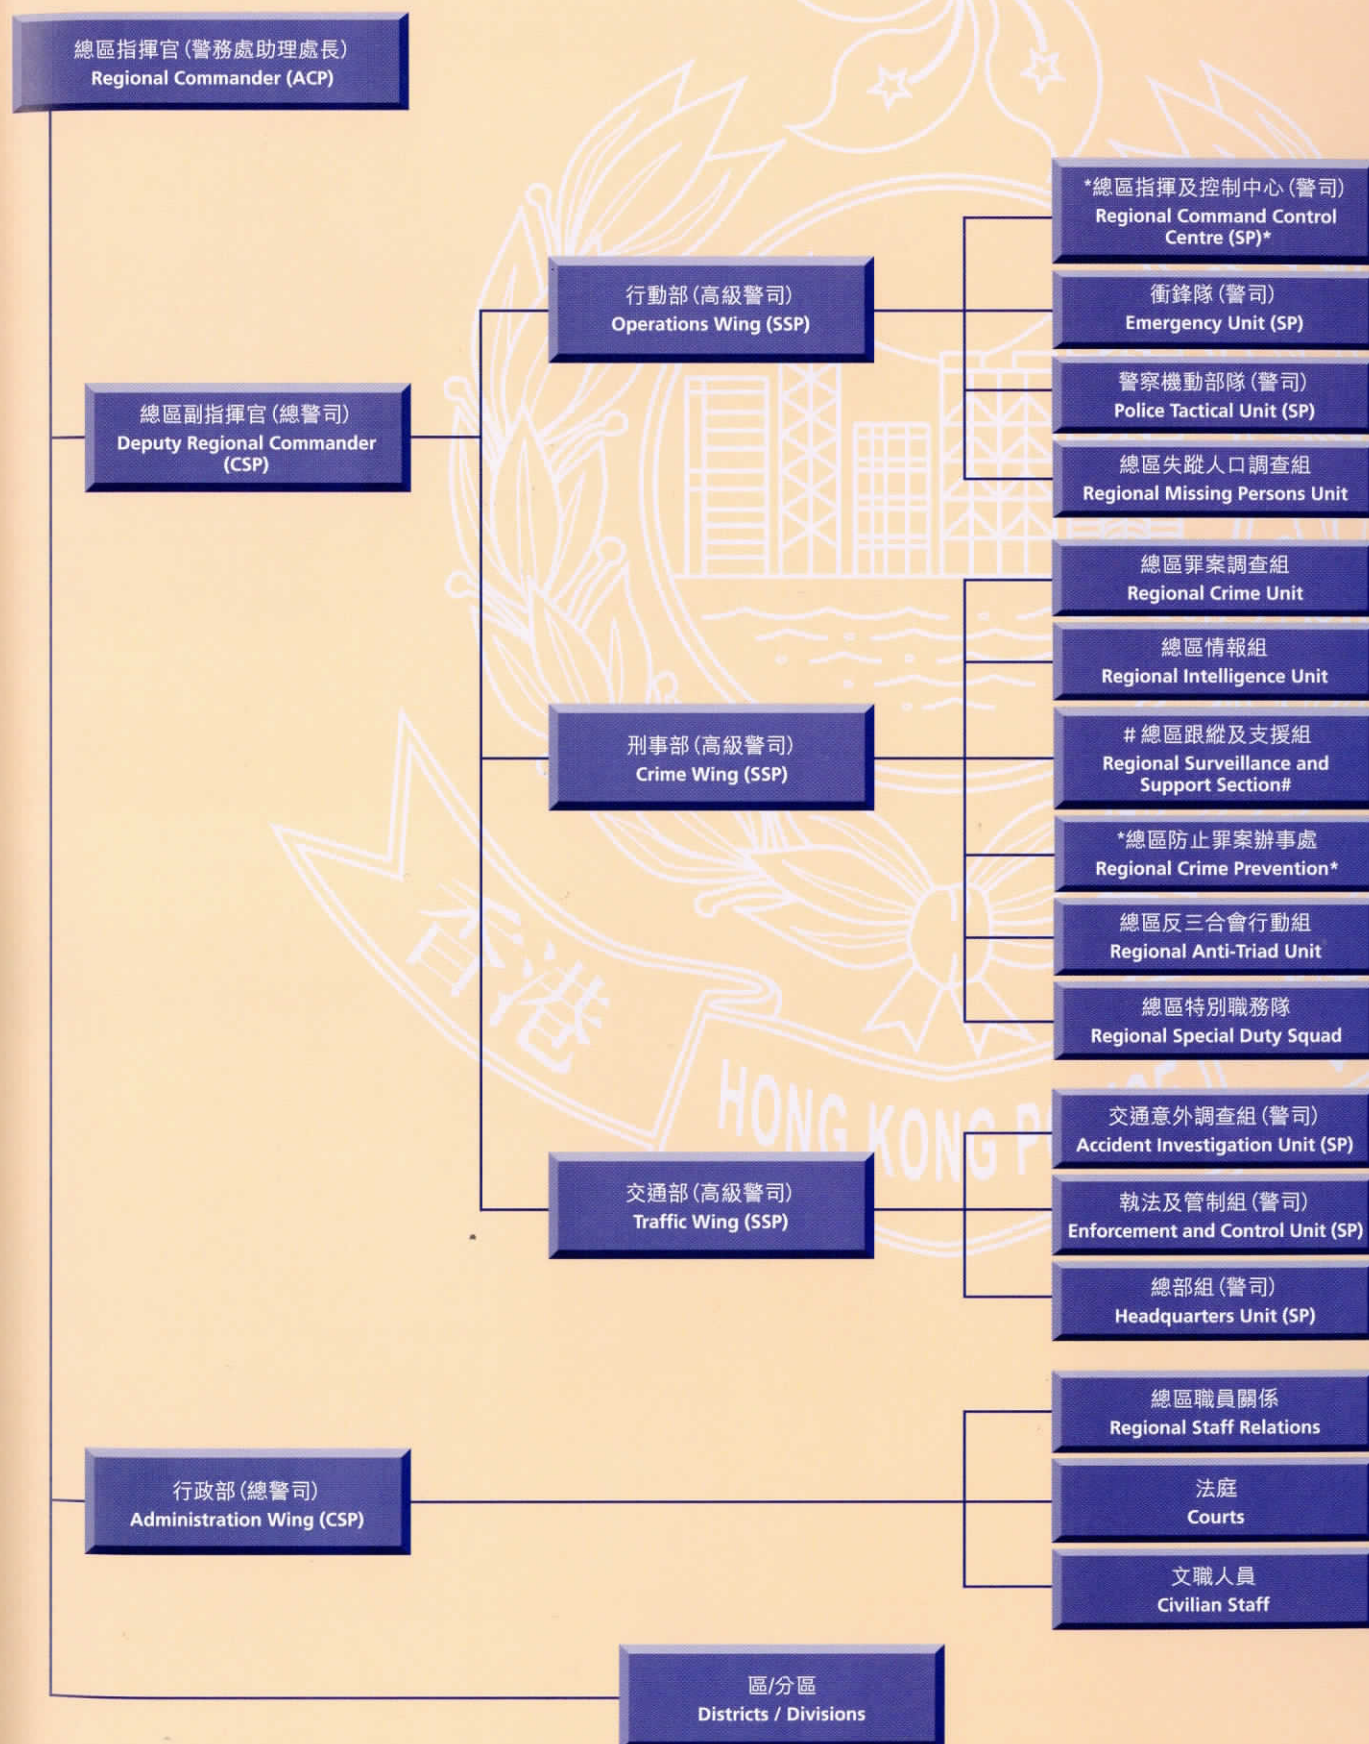 總區指揮官(警務處助理處長)
Regional Commander (ACP)
*總區指揮及控制中心(警司)
Regional Command Control
Centre (SP)*
行動部(高級警司)
Operations Wing (SSP)
衝鋒隊(警司)
Emergency Unit (SP)
警察機動部隊(警司)
Police Tactical Unit (SP)
總區副指揮官(總警司)
Deputy Regional Commander
(CSP)
總區失蹤人口調查組
Regional Missing Persons Unit
總區罪案調查組
Regional Crime Unit
總區情報組
Regional Intelligence Unit
刑事部(高級警司)
Crime Wing (SSP)
#總區跟縱及支援組
Regional Surveillance and
Support Section#
*總區防止罪案辦事處
Regional Crime Prevention*
總區反三合會行動組
Regional Anti-Triad Unit
總區特別職務隊
Regional Special Duty Squad
香港
HONG KONG
交通意外調查組(警司)
Accident Investigation Unit (SP)
交通部(高級警司)
Traffic Wing (SSP)
執法及管制組(警司)
Enforcement and Control Unit (SP)
總部組(警司)
Headquarters Unit (SP)
總區職員關係
Regional Staff Relations
行政部(總警司)
Administration Wing (CSP)
法庭
Courts
文職人員
Civilian Staff
區/分區
Districts / Divisions